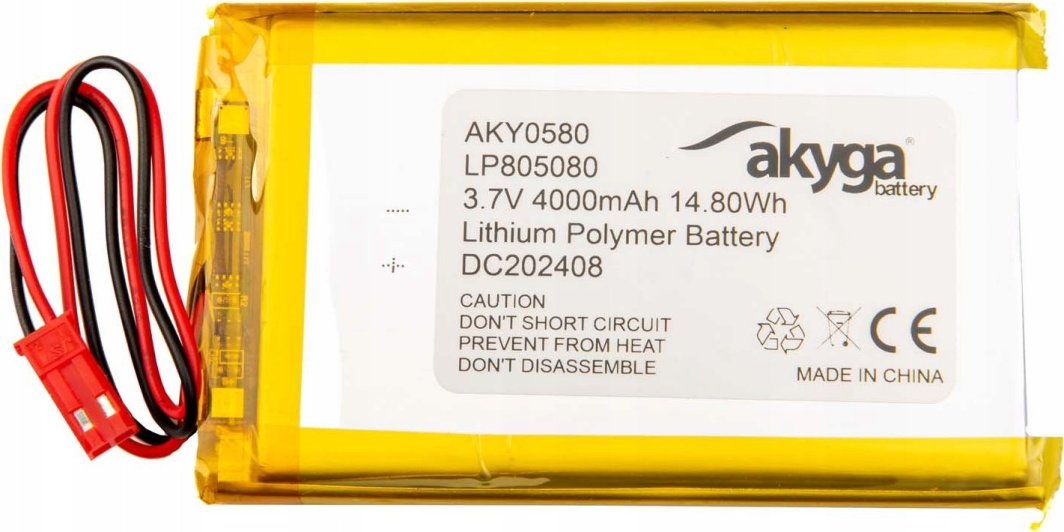 AKY0580
LP805080
3.7V 4000mAh 14.80Wh
Lithium Polymer Battery
DC202408
CAUTION
DON'T SHORT CIRCUIT
PREVENT FROM HEAT
DON'T DISASSEMBLE
akyga®
battery
CE
MADE IN CHINA